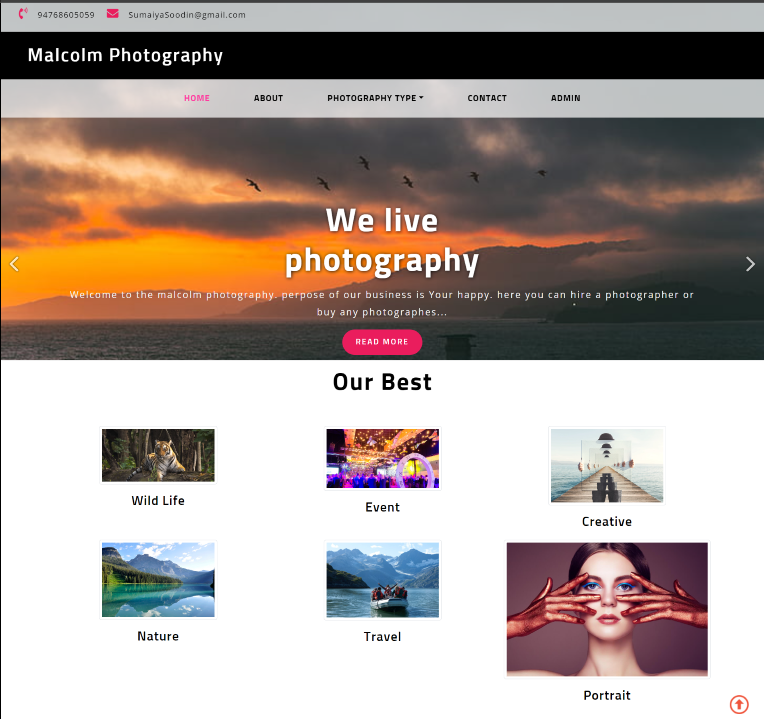 94768605059 SumaiyaSoodin@gmail.com
Malcolm Photography
HOME ABOUT PHOTOGRAPHY TYPE CONTACT ADMIN
We live
photography
Welcome to the malcolm photography. perpose of our business is Your happy. here you can hire a photographer or
buy any photographes...
READ MORE
Our Best
Wild Life
Event
Creative
Nature
Travel
Portrait